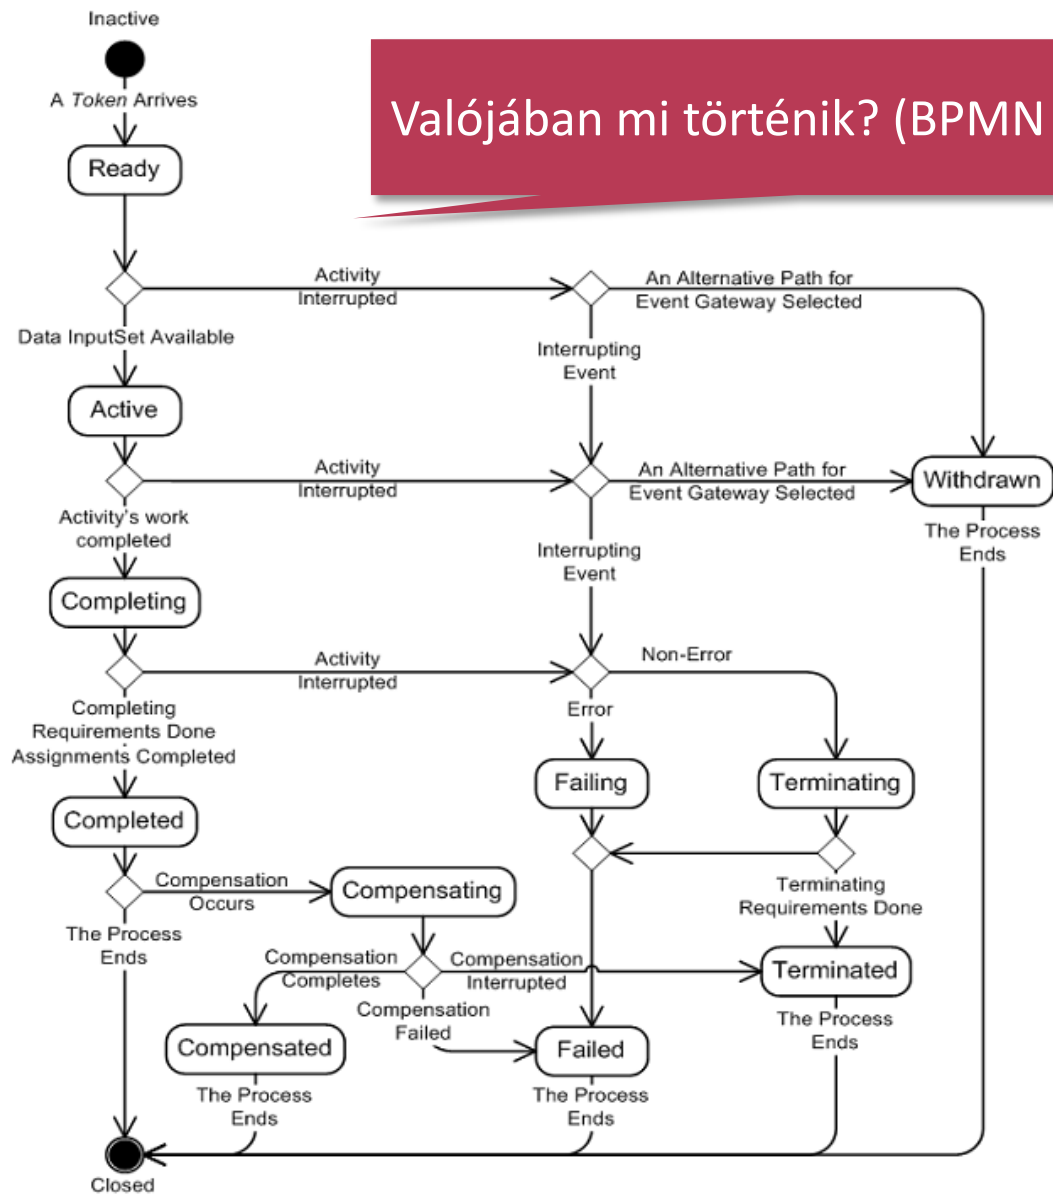 Inactive
A Token Arrives
Valójában mi történik? (BPMN
Ready
Activity
Interrupted
An Alternative Path for
Event Gateway Selected
Data InputSet Available
Interrupting
Event
Active
Activity
Interrupted
An Alternative Path for
Event Gateway Selected
Withdrawn
Activity's work
completed
The Process
Ends
Interrupting
Event
Completing
Activity
Interrupted
Non-Error
Completing
Requirements Done
Assignments Completed
Error
Failing
Terminating
Completed
Compensation
Occurs
Compensating
Terminating
Requirements Done
The Process
Ends
Compensation
Completes
Compensation
Interrupted
Terminated
Compensation
Failed
The Process
Ends
Compensated
Failed
The Process
Ends
The Process
Ends
Closed